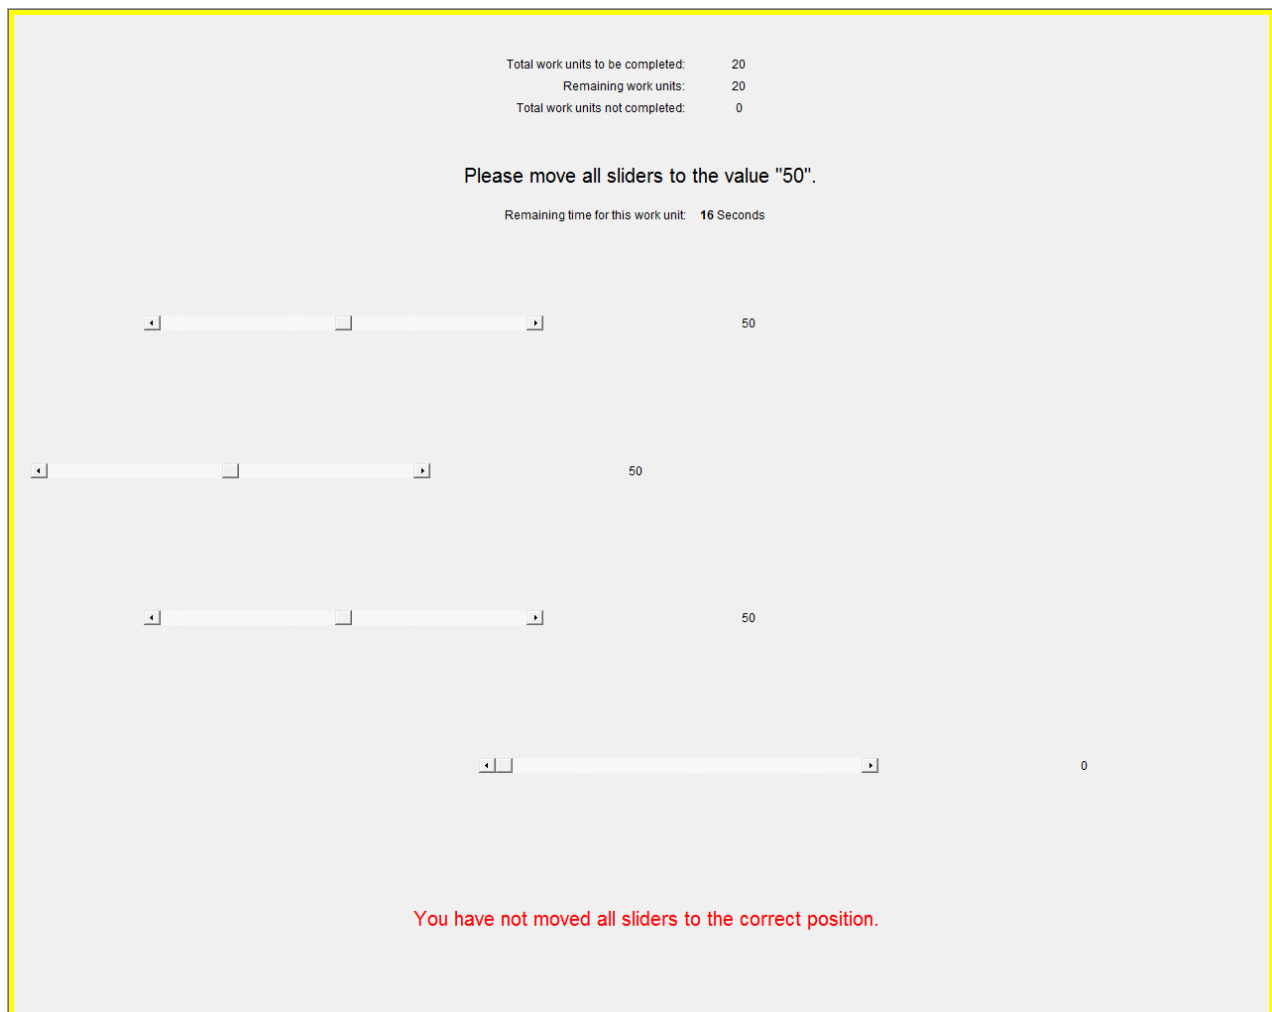 Total work units to be completed: 20
Remaining work units: 20
Total work units not completed: 0
Please move all sliders to the value "50".
Remaining time for this work unit: 16 Seconds
50
50
50
0
You have not moved all sliders to the correct position.